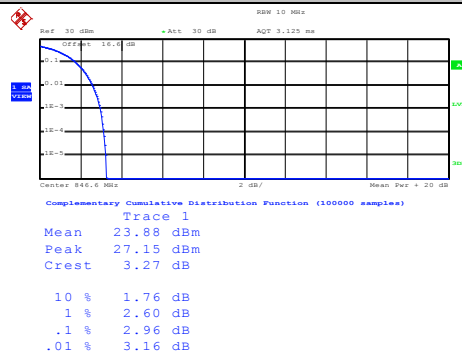 RBW 10 MHz
Ref 30 dBm Att 30 dB AQT 3.125 ms
Offset 16.6 dB
0.1
0.01
1E-3
1E-4
1E-5
A
1 SA
VIEW
LV
3D
Center 846.6 MHz 2 dB/ Mean Pwr + 20 dB
Complementary Cumulative Distribution Function (100000 samples)
Trace 1
Mean 23.88 dBm
Peak 27.15 dBm
Crest 3.27 dB
10 % 1.76 dB
1 % 2.60 dB
.1 % 2.96 dB
.01 % 3.16 dB